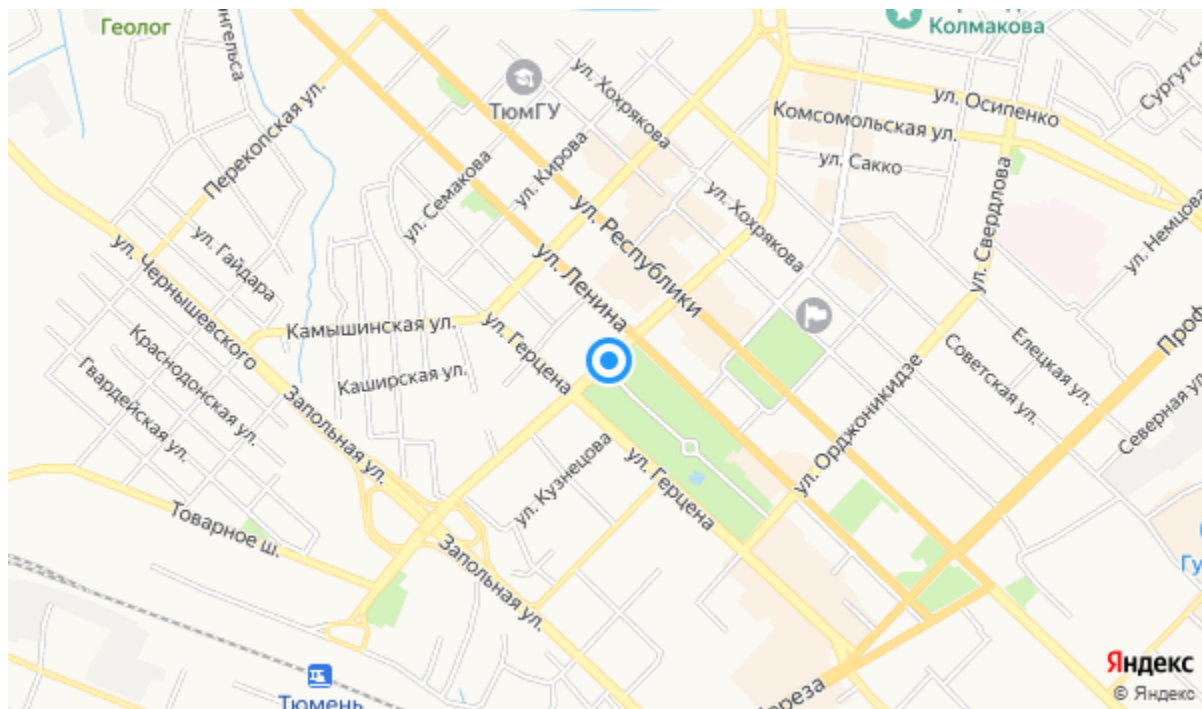 Геолог
Колмакова
Сургутск
ТюмГУ
ул. Хохрякова
ул. Осипенко
Комсомольская ул.
ул. Сакко
Перекопская ул.
ул. Кирова
ул. Семакова
ул. Хохрякова
ул. Свердлова
ул. Немцова
ул. Республики
ул. Гайдара
ул. Чернышевского
ул. Ленина
Камышинская ул.
ул. Герцена
Каширская ул.
Краснодонская ул.
Гвардейская ул.
Елецкая ул.
Советская ул.
Проф
Северная ул.
ул. Орджоникидзе
Запольная ул.
ул. Кузнецова
ул. Герцена
Товарное ш.
Запольная ул.
Гу
Тюмень
Яндекс
© Яндекс